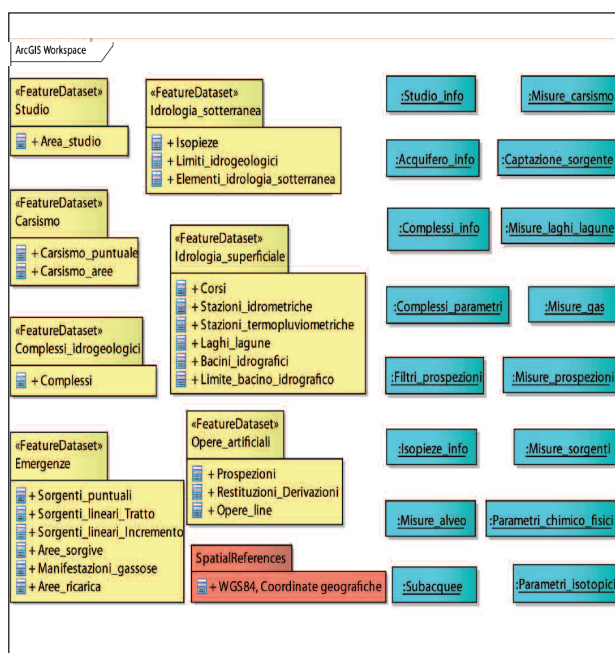 ArcGIS Workspace
«FeatureDataset»
Studio
+ Area_studio
«FeatureDataset»
Carsismo
+ Carsismo_puntuale
+ Carsismo_aree
«FeatureDataset»
Complessi_idrogeologici
+ Complessi
«FeatureDataset»
Emergenze
+ Sorgenti_puntuali
+ Sorgenti_lineari_Tratto
+ Sorgenti_lineari_Incremento
+ Aree_sorgive
+ Manifestazioni_gassose
+ Aree_ricarica
«FeatureDataset»
Idrologia_sotterranea
+ Isopieze
+ Limiti_idrogeologici
+ Elementi_idrologia_sotterranea
«FeatureDataset»
Idrologia_superficiale
+ Corsi
+ Stazioni_idrometriche
+ Stazioni_termopluviometriche
+ Laghi_lagune
+ Bacini_idrografici
+ Limite_bacino_idrografico
«FeatureDataset»
Opere_artificiali
+ Prospezioni
+ Restituzioni_Derivazioni
+ Opere_line
SpatialReferences
+ WGS84, Coordinate geografiche
:Studio_info
:Acquifero_info
:Complessi_info
:Complessi_parametri
:Filtri_prospezioni
:Isopieze_info
:Misure_alveo
:Subacquee
:Misure_carsismo
:Captazione_sorgente
:Misure_laghi_lagune
:Misure_gas
:Misure_prospezioni
:Misure_sorgenti
:Parametri_chimico_fisici
:Parametri_isotopici